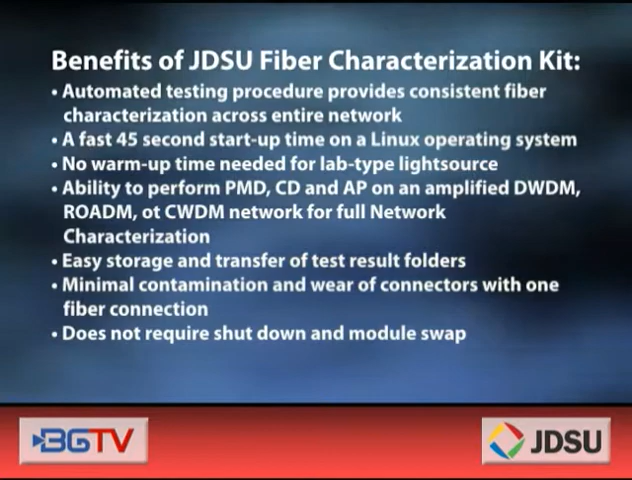 Benefits of JDSU Fiber Characterization Kit:
• Automated testing procedure provides consistent fiber
characterization across entire network
• A fast 45 second start-up time on a Linux operating system
• No warm-up time needed for lab-type lightsource
• Ability to perform PMD, CD and AP on an amplified DWDM,
ROADM, ot CWDM network for full Network
Characterization
• Easy storage and transfer of test result folders
• Minimal contamination and wear of connectors with one
fiber connection
• Does not require shut down and module swap
BGTV
JDSU